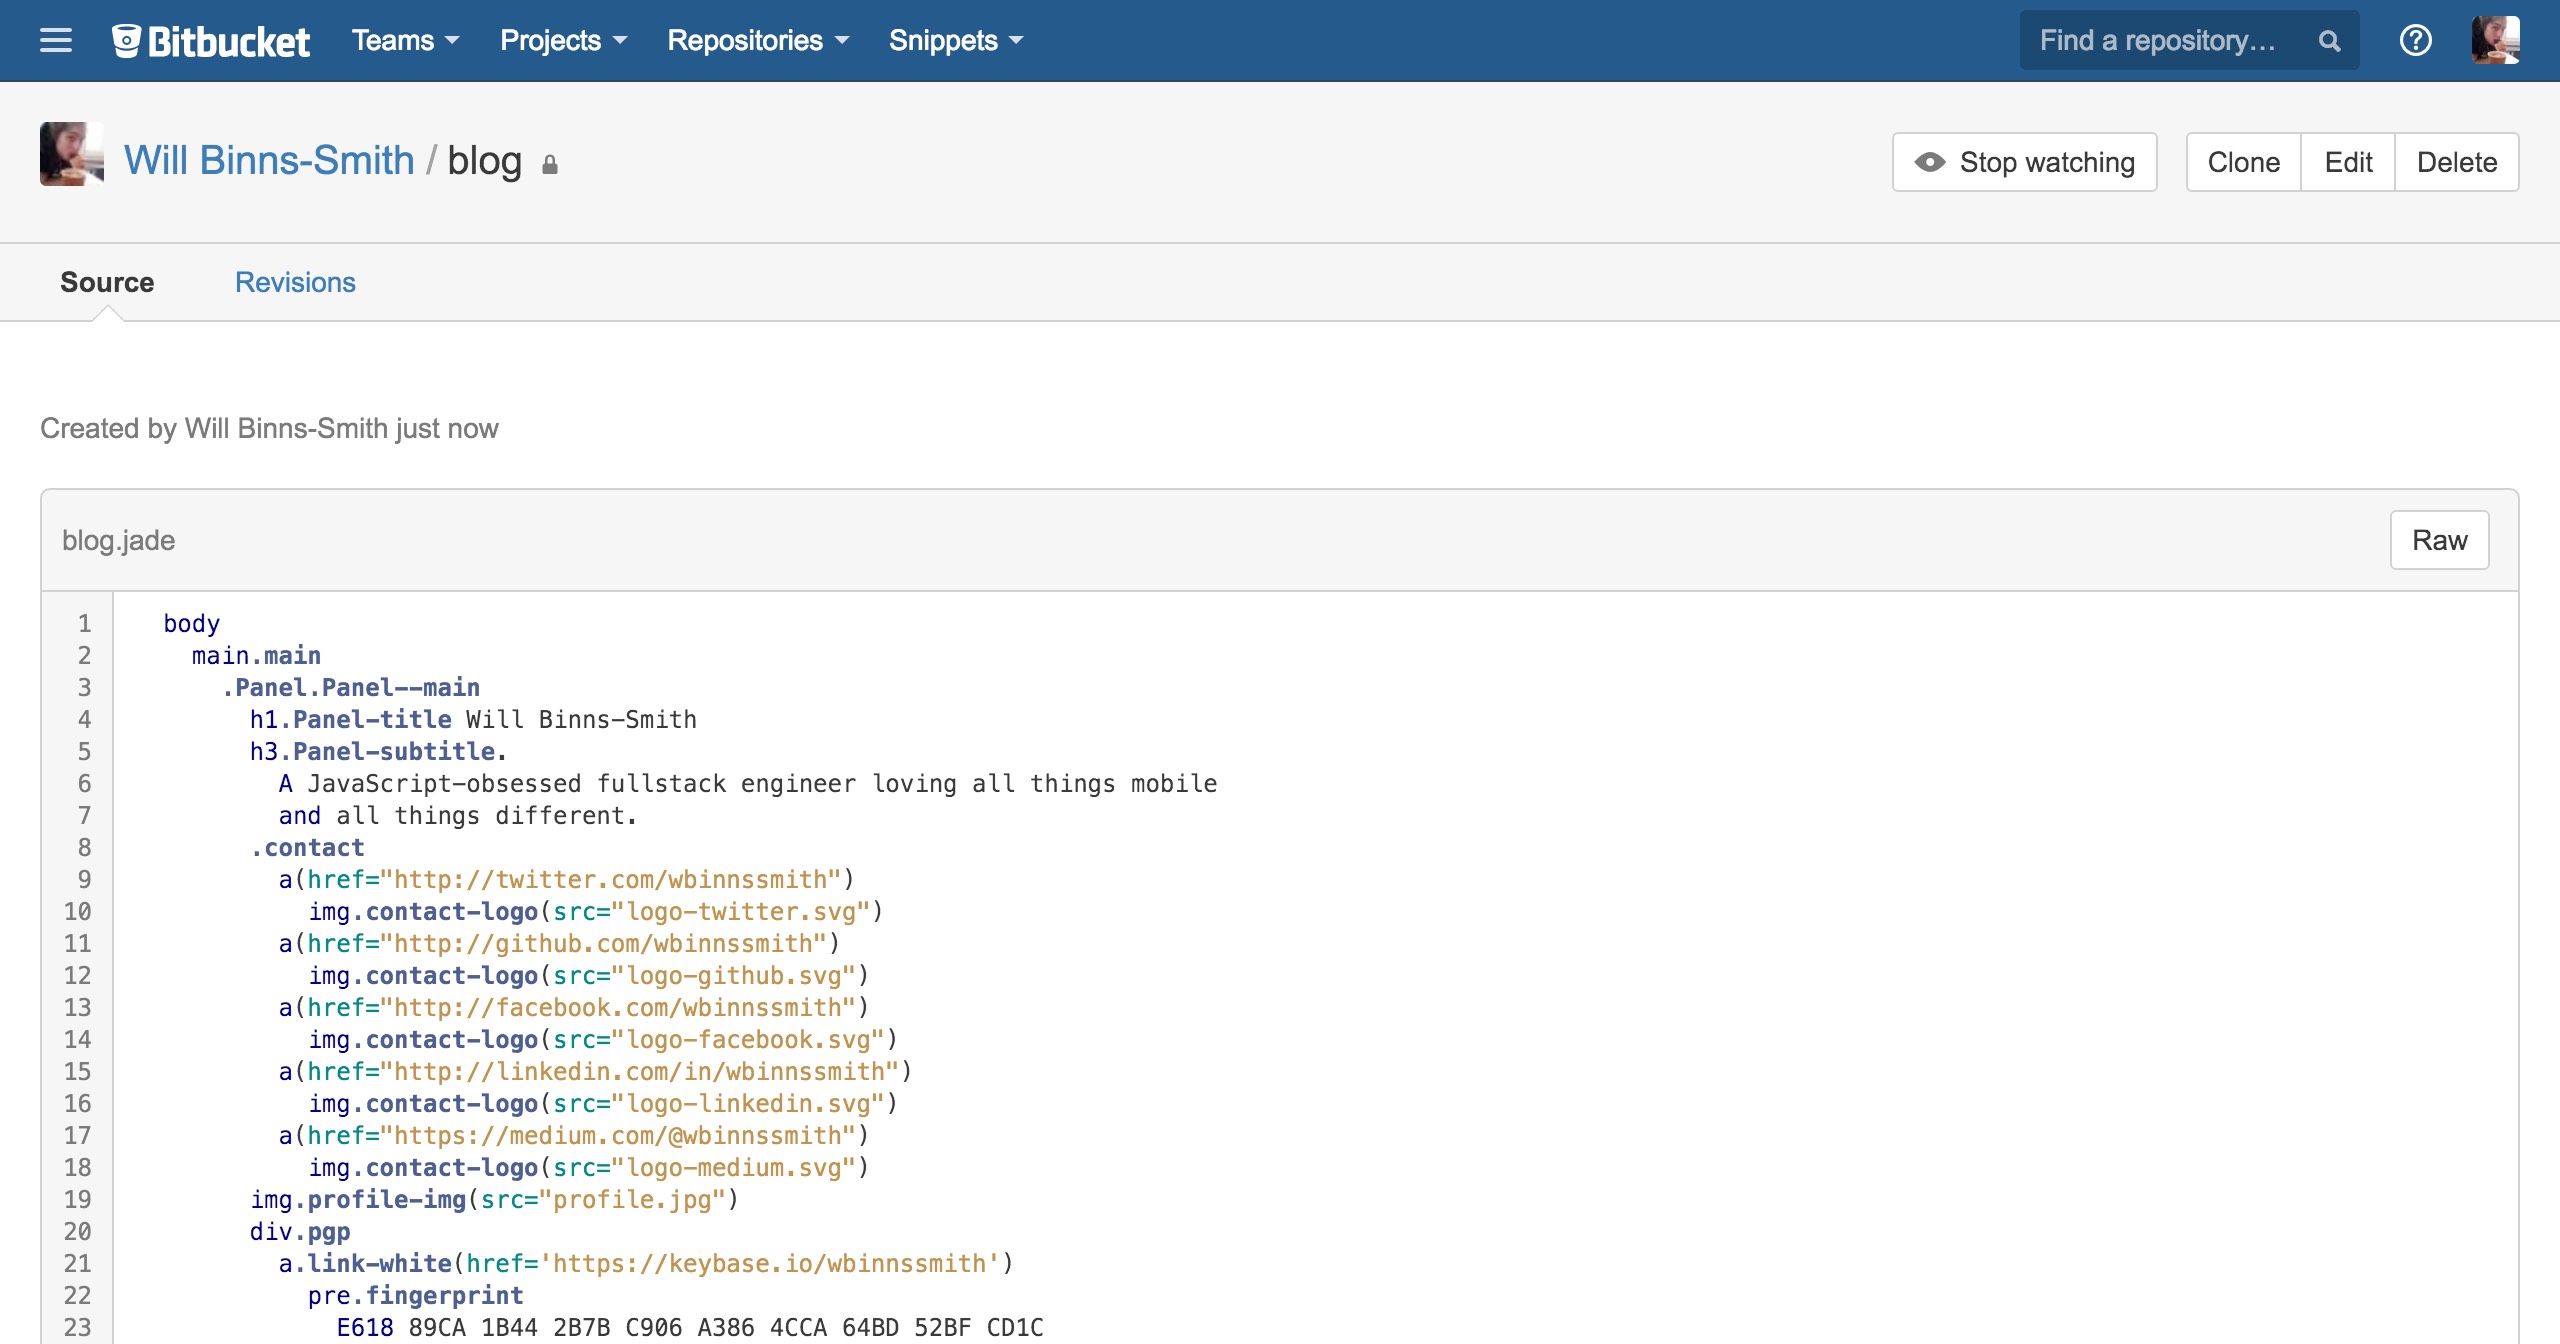 Bitbucket Teams Projects Repositories Snippets Find a repository...
Will Binns-Smith / blog Stop watching Clone Edit Delete
Source Revisions
Created by Will Binns-Smith just now
blog.jade Raw
1 body
2 main.main
3 .Panel.Panel--main
4 h1.Panel-title Will Binns-Smith
5 h3.Panel-subtitle.
6 A JavaScript-obsessed fullstack engineer loving all things mobile
7 and all things different.
8 .contact
9 a(href="http://twitter.com/wbinnssmith")
10 img.contact-logo(src="logo-twitter.svg")
11 a(href="http://github.com/wbinnssmith")
12 img.contact-logo(src="logo-github.svg")
13 a(href="http://facebook.com/wbinnssmith")
14 img.contact-logo(src="logo-facebook.svg")
15 a(href="http://linkedin.com/in/wbinnssmith")
16 img.contact-logo(src="logo-linkedin.svg")
17 a(href="https://medium.com/@wbinnssmith")
18 img.contact-logo(src="logo-medium.svg")
19 img.profile-img(src="profile.jpg")
20 div.pgp
21 a.link-white(href='https://keybase.io/wbinnssmith')
22 pre.fingerprint
23 E618 89CA 1B44 2B7B C906 A386 4CCA 64BD 52BF CD1C